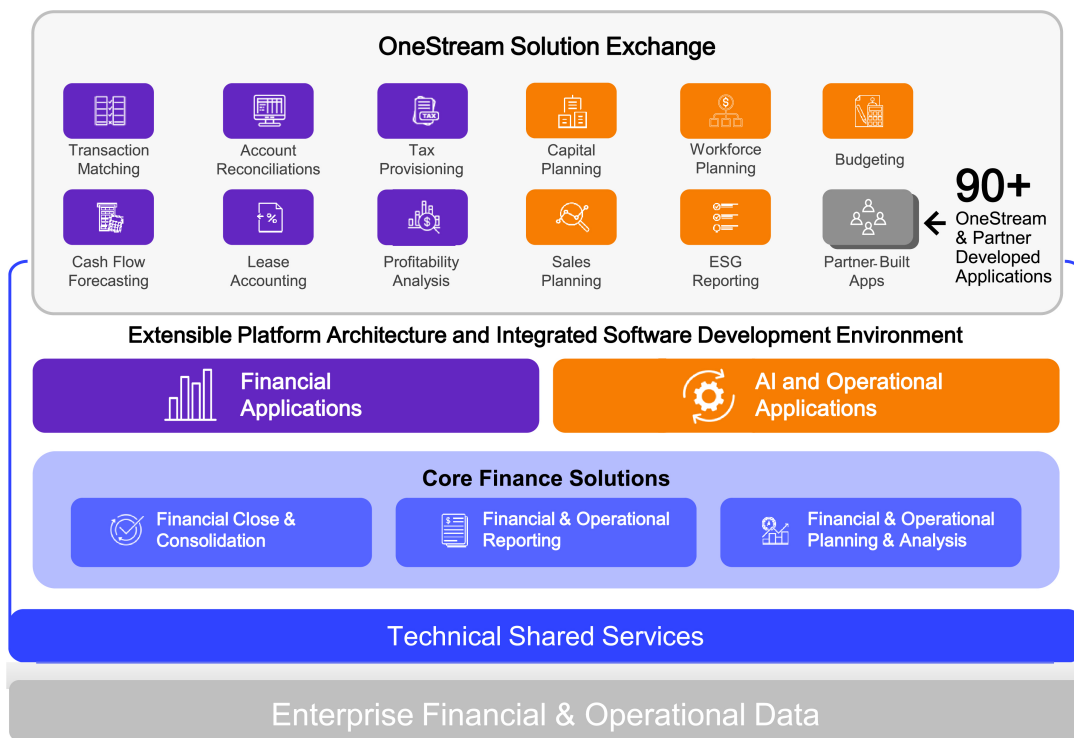 OneStream Solution Exchange
TAX
$
%
$
Transaction
Matching
Account
Reconciliations
Tax
Provisioning
Capital
Planning
Workforce
Planning
Budgeting
Cash Flow
Forecasting
Lease
Accounting
Profitability
Analysis
Sales
Planning
ESG
Reporting
Partner-Built
Apps
90+
OneStream
& Partner
Developed
Applications
Extensible Platform Architecture and Integrated Software Development Environment
Financial
Applications
AI and Operational
Applications
Core Finance Solutions
Financial Close &
Consolidation
$
Financial & Operational
Reporting
Financial & Operational
Planning & Analysis
Technical Shared Services
Enterprise Financial & Operational Data